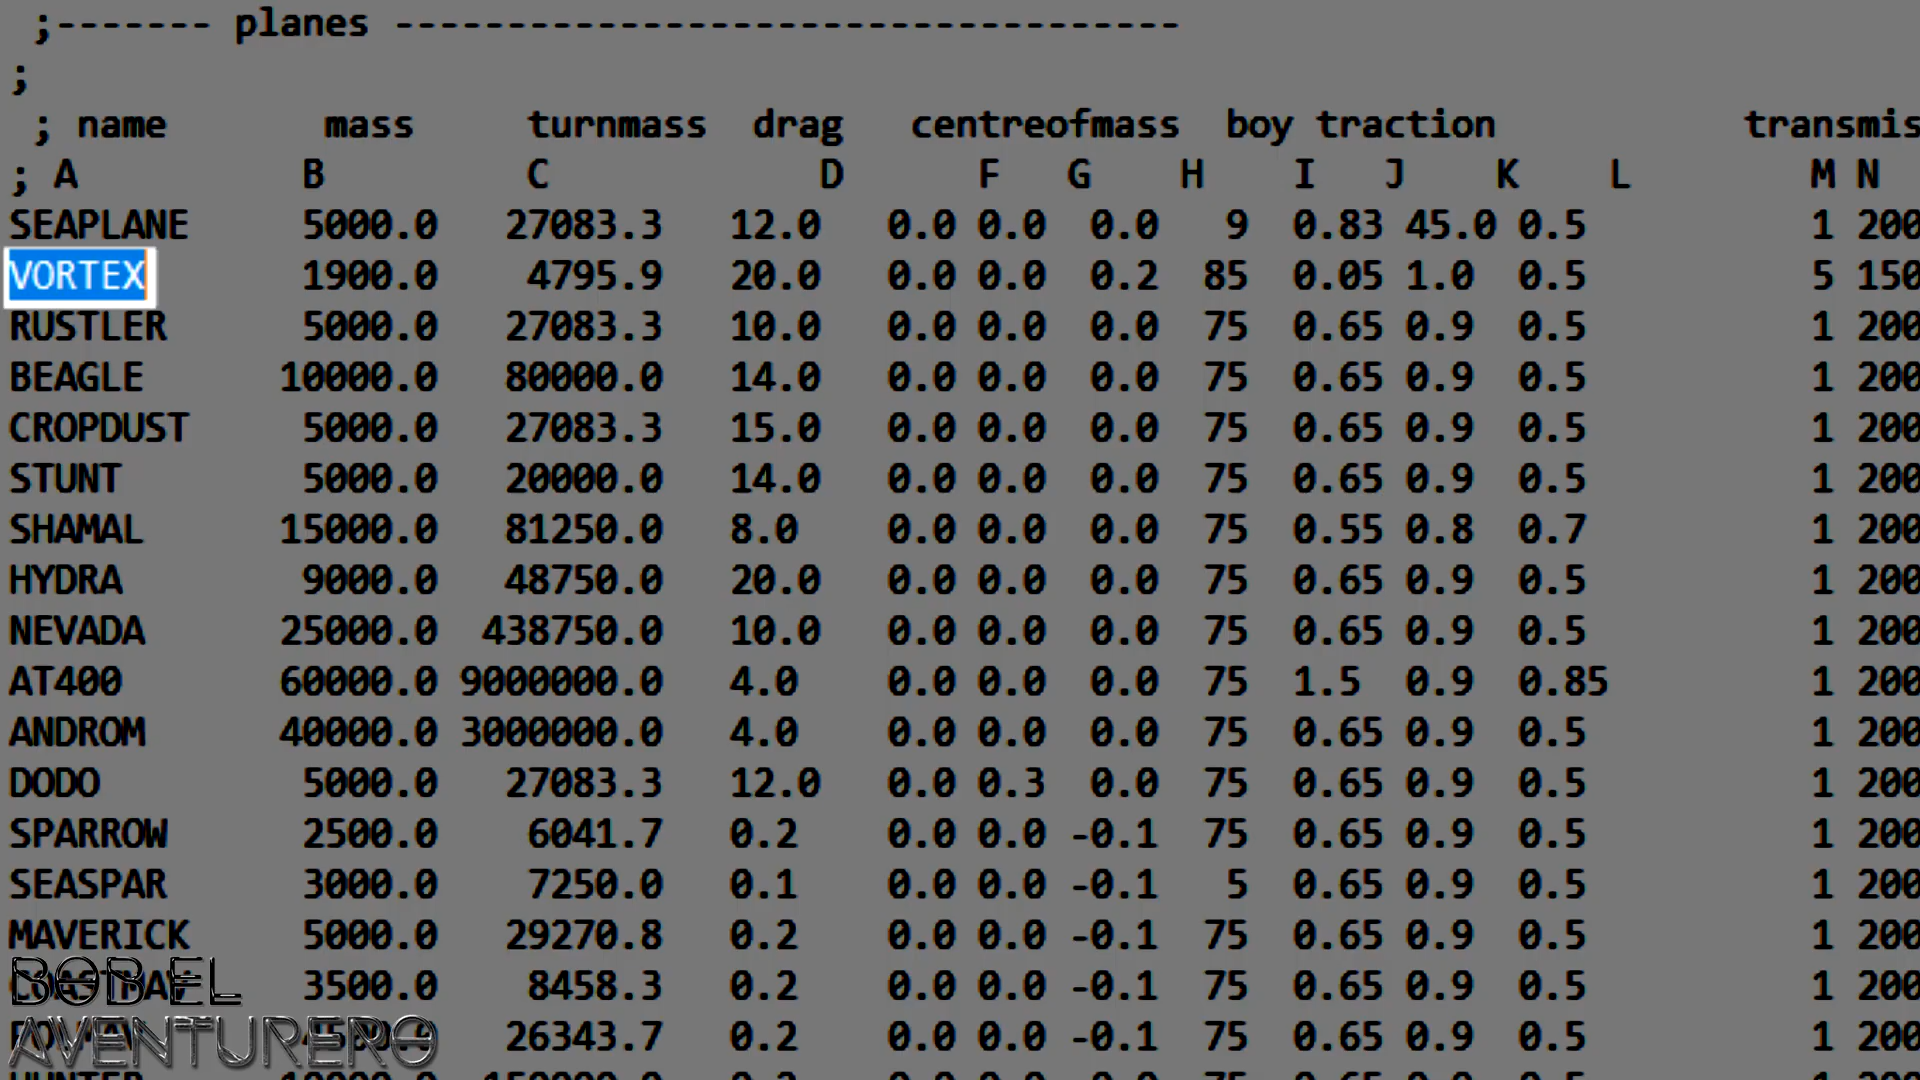 ;------- planes -----------------------------------
;
; name mass turnmass drag centreofmass boy traction
; A B C D F G H I J K L M N
SEAPLANE 5000.0 27083.3 12.0 0.0 0.0 0.0 9 0.83 45.0 0.5 1
VORTEX 1900.0 4795.9 20.0 0.0 0.0 0.2 85 0.05 1.0 0.5 5
RUSTLER 5000.0 27083.3 10.0 0.0 0.0 0.0 75 0.65 0.9 0.5 1
BEAGLE 10000.0 80000.0 14.0 0.0 0.0 0.0 75 0.65 0.9 0.5 1
CROPDUST 5000.0 27083.3 15.0 0.0 0.0 0.0 75 0.65 0.9 0.5 1
STUNT 5000.0 20000.0 14.0 0.0 0.0 0.0 75 0.65 0.9 0.5 1
SHAMAL 15000.0 81250.0 8.0 0.0 0.0 0.0 75 0.55 0.8 0.7 1
HYDRA 9000.0 48750.0 20.0 0.0 0.0 0.0 75 0.65 0.9 0.5 1
NEVADA 25000.0 438750.0 10.0 0.0 0.0 0.0 75 0.65 0.9 0.5 1
AT400 60000.0 9000000.0 4.0 0.0 0.0 0.0 75 1.5 0.9 0.85 1
ANDROM 40000.0 3000000.0 4.0 0.0 0.0 0.0 75 0.65 0.9 0.5 1
DODO 5000.0 27083.3 12.0 0.0 0.3 0.0 75 0.65 0.9 0.5 1
SPARROW 2500.0 6041.7 0.2 0.0 0.0 -0.1 75 0.65 0.9 0.5 1
SEASPAR 3000.0 7250.0 0.1 0.0 0.0 -0.1 5 0.65 0.9 0.5 1
MAVERICK 5000.0 29270.8 0.2 0.0 0.0 -0.1 75 0.65 0.9 0.5 1
3500.0 8458.3 0.2 0.0 0.0 -0.1 75 0.65 0.9 0.5 1
26343.7 0.2 0.0 0.0 -0.1 75 0.65 0.9 0.5 1
BOB EL
AVENTURERO